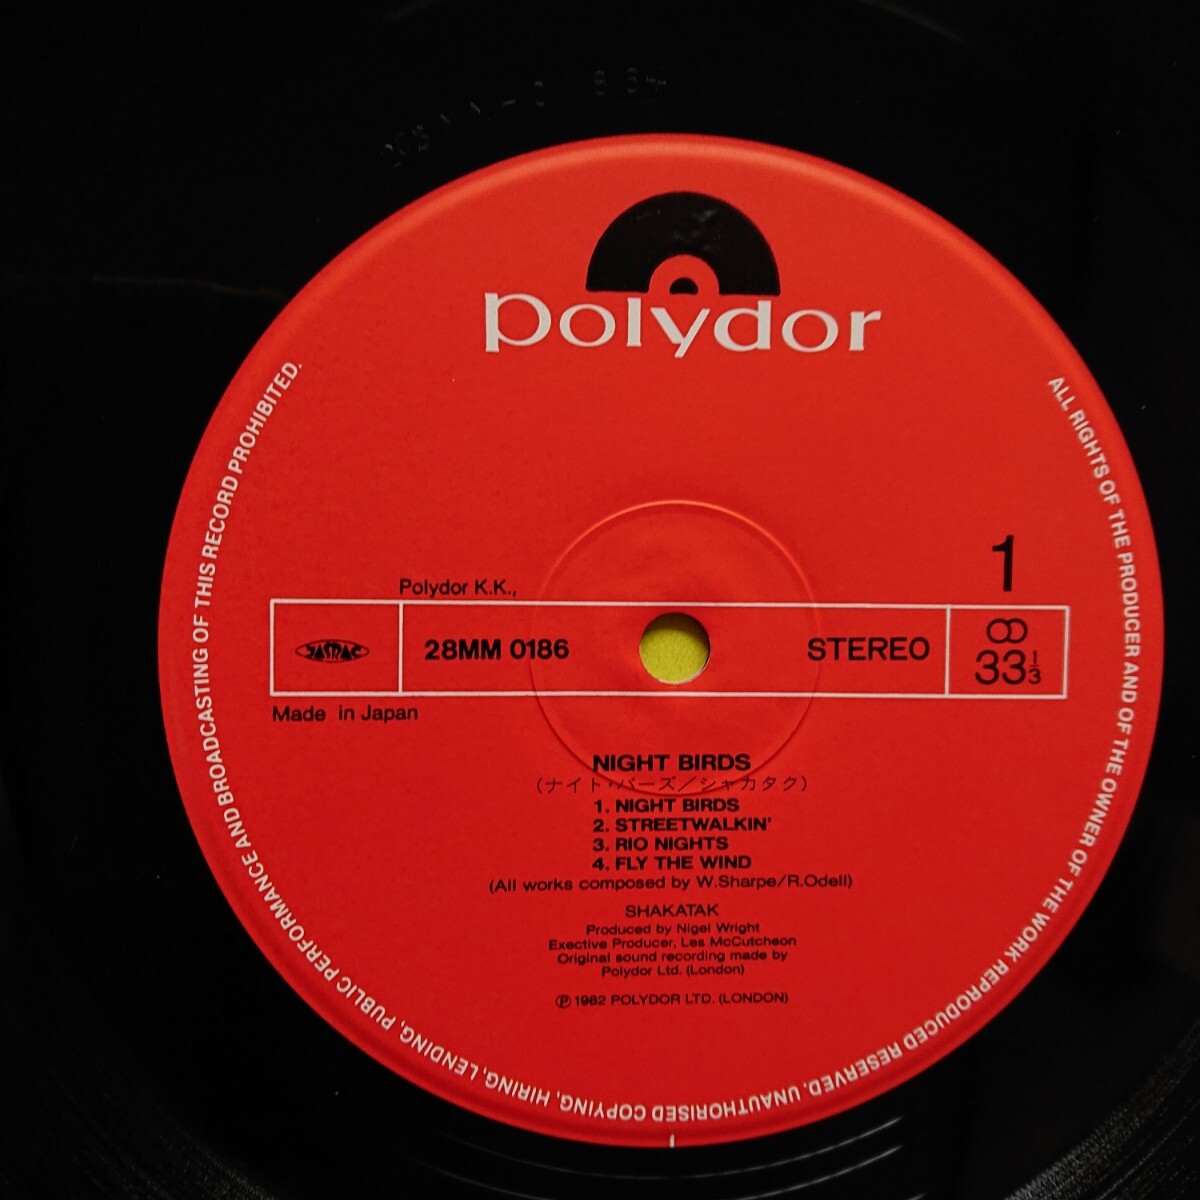 polydor
1
Polydor K.K.,
JASRAC
28MM 0186
STEREO
33 1/3
Made in Japan
NIGHT BIRDS
(ナイト・バーズ/シャカタク)
1. NIGHT BIRDS
2. STREETWALKIN'
3. RIO NIGHTS
4. FLY THE WIND
(All works composed by W.Sharpe/R.Odell)
SHAKATAK
Produced by Nigel Wright
Exective Producer, Les McCutcheon
Original sound recording made by
Polydor Ltd. (London)
Ⓟ 1982 POLYDOR LTD. (LONDON)
ALL RIGHTS OF THE PRODUCER AND OF THE OWNER OF THE WORK REPRODUCED RESERVED. UNAUTHORISED COPYING, HIRING, LENDING, PUBLIC PERFORMANCE AND BROADCASTING OF THIS RECORD PROHIBITED.